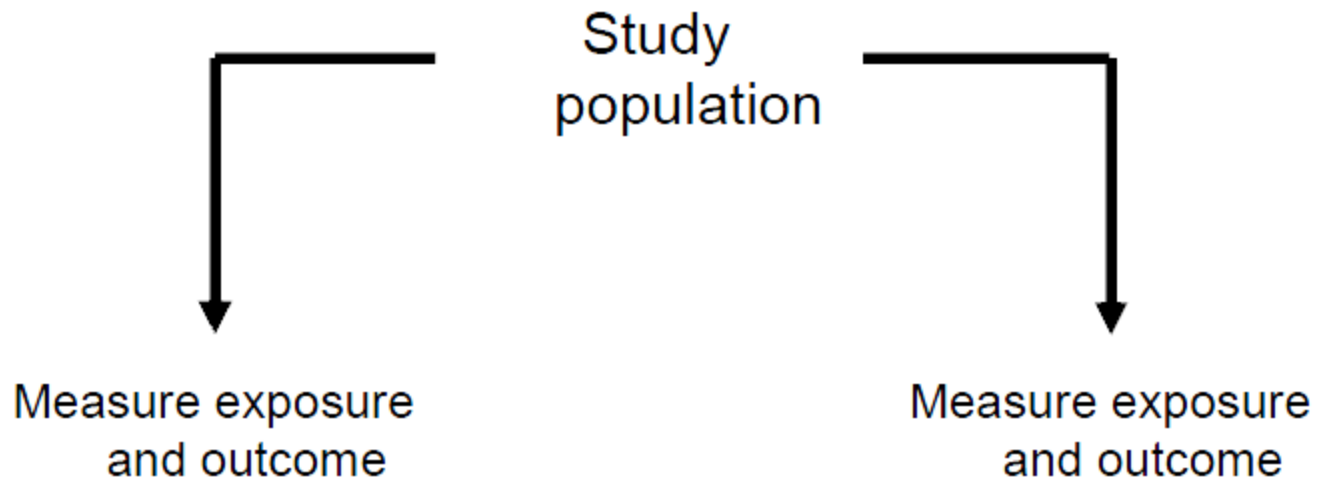 Study
population
Measure exposure
and outcome
Measure exposure
and outcome